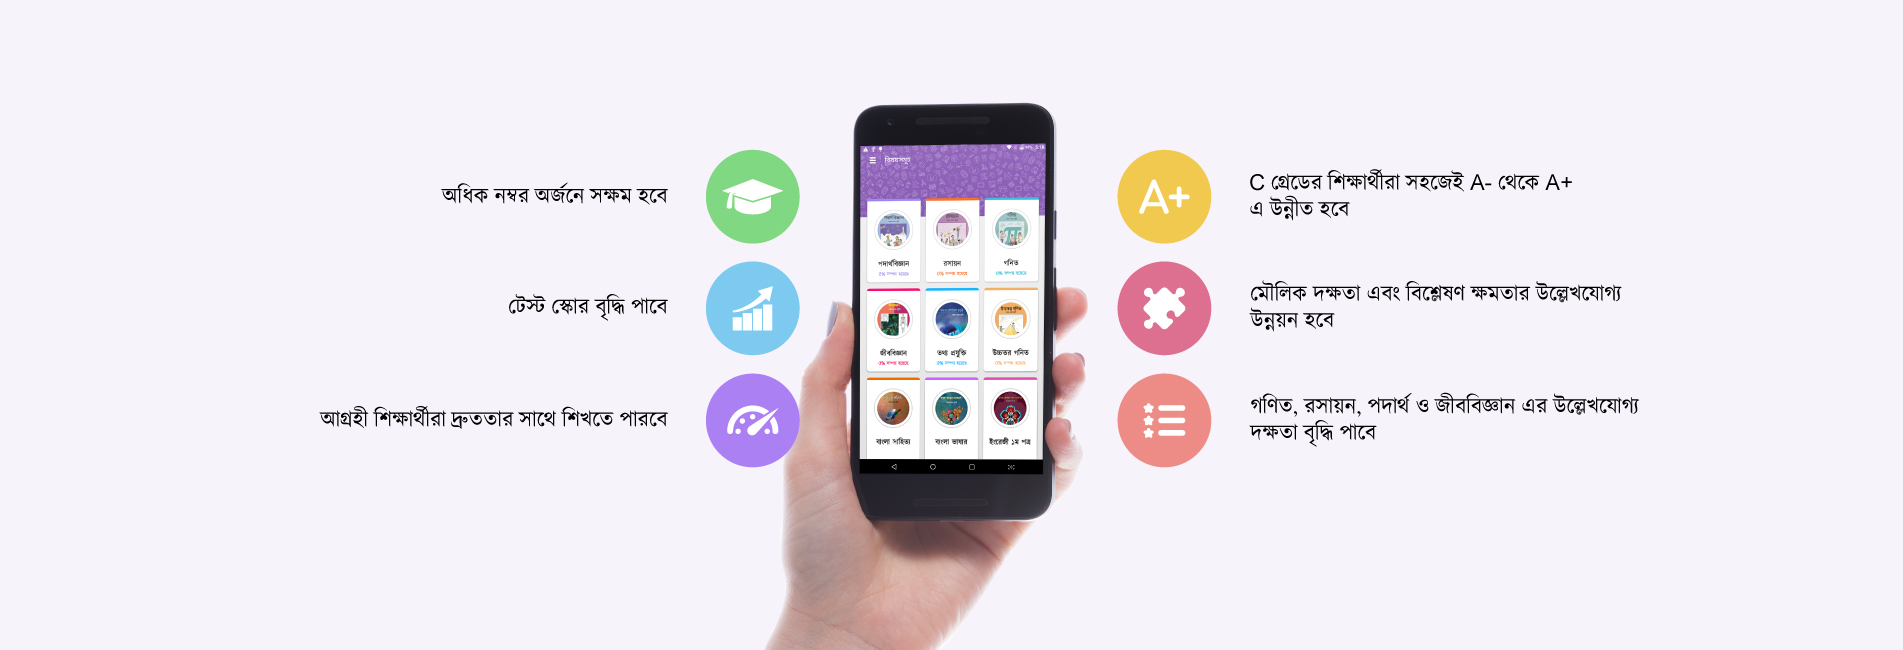 অধিক নম্বর অর্জনে সক্ষম হবে
টেস্ট স্কোর বৃদ্ধি পাবে
আগ্রহী শিক্ষার্থীরা দ্রুততার সাথে শিখতে পারবে
বিষয়সমূহ
পদার্থবিজ্ঞান
রসায়ন
গনিত
জীববিজ্ঞান
তথ্য প্রযুক্তি
উচ্চতর গনিত
বাংলা সাহিত্য
বাংলা ভাষার
ইংরেজী ১ম পত্র
A+
C গ্রেডের শিক্ষার্থীরা সহজেই A- থেকে A+
এ উন্নীত হবে
মৌলিক দক্ষতা এবং বিশ্লেষণ ক্ষমতার উল্লেখযোগ্য
উন্নয়ন হবে
গণিত, রসায়ন, পদার্থ ও জীববিজ্ঞান এর উল্লেখযোগ্য
দক্ষতা বৃদ্ধি পাবে